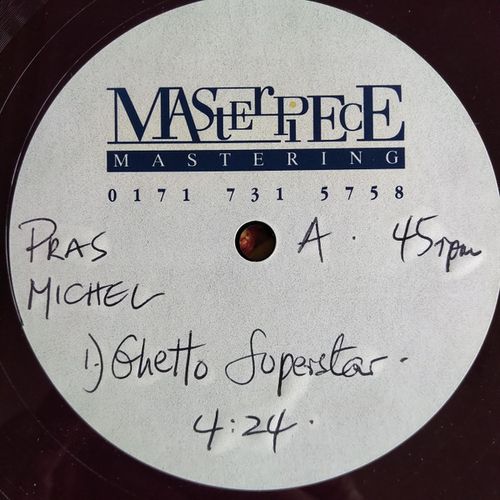 MASTERPIECE
MASTERING
0171 731 5758
PRAS MICHEL
A. 45rpm
1.) Ghetto Superstar.
4:24.